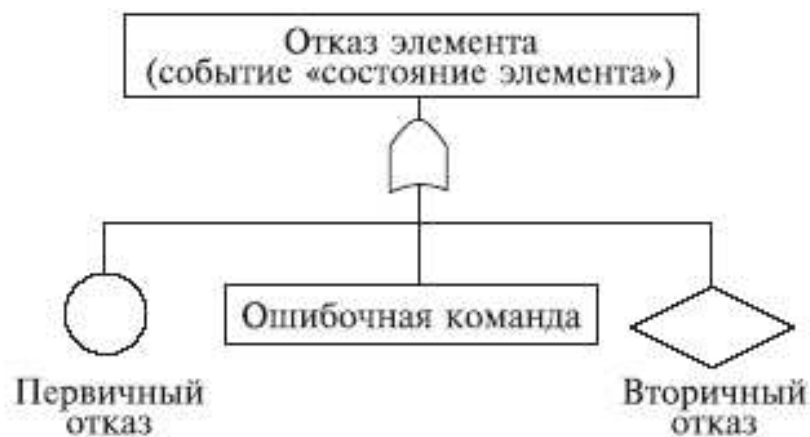 Отказ элемента
(событие «состояние элемента»)
Ошибочная команда
Первичный
отказ
Вторичный
отказ